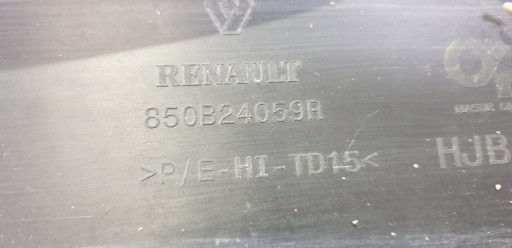 RENAULT
850B24059R
>P/E-HI-TD15<
HJB